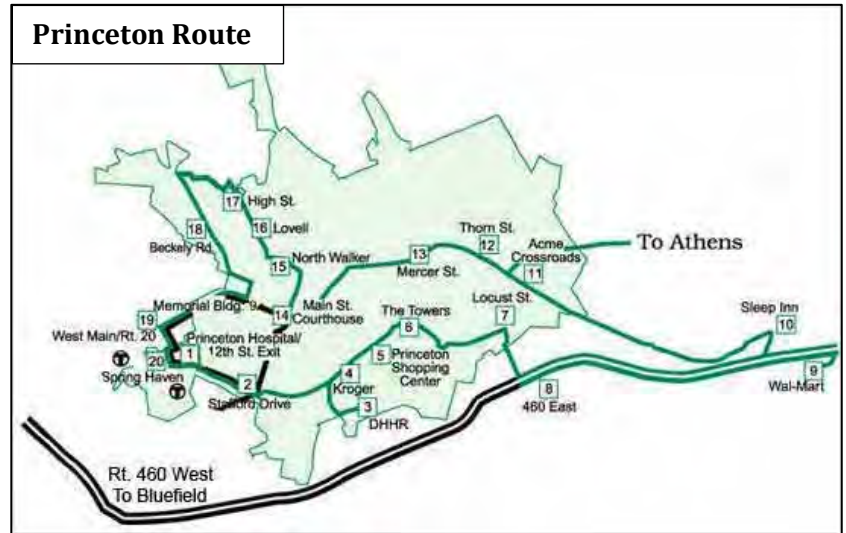 Princeton Route
17
High St.
18
16
Lovell
Beckely Rd.
15
North Walker
13
Mercer St.
Thorn St.
12
Acme
Crossroads
11
To Athens
Memorial Bldg. 9
14
Main St.
Courthouse
The Towers
6
Locust St.
7
Sleep Inn
10
19
West Main/Rt. 20
Princeton Hospital/
12th St. Exit
1
20
Spring Haven
2
Stafford Drive
5
Princeton
Shopping
Center
4
Kroger
3
DHHR
8
460 East
9
Wal-Mart
Rt. 460 West
To Bluefield